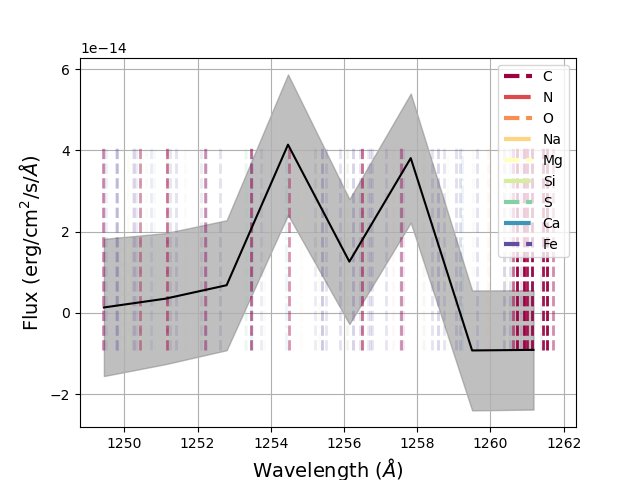 1e−14
6
4
2
0
−2
Flux (erg/cm²/s/Å)
1250
1252
1254
1256
1258
1260
1262
Wavelength (Å)
C
N
O
Na
Mg
Si
S
Ca
Fe